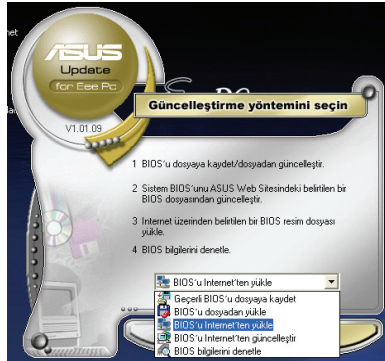 ASUS
Update
for Eee Pc
Güncelleştirme yöntemini seçin
V1.01.09
1 BIOS'u dosyaya kaydet/dosyadan güncelleştir.
2 Sistem BIOS'unu ASUS Web Sitesindeki belirtilen bir
BIOS dosyasından güncelleştir.
3 Internet üzerinden belirtilen bir BIOS resim dosyası
yükle.
4 BIOS bilgilerini denetle.
BIOS'u Internet'ten yükle
Geçerli BIOS'u dosyaya kaydet
BIOS'u dosyadan yükle
BIOS'u Internet'ten yükle
BIOS'u Internet'ten güncelleştir
BIOS bilgilerini denetle